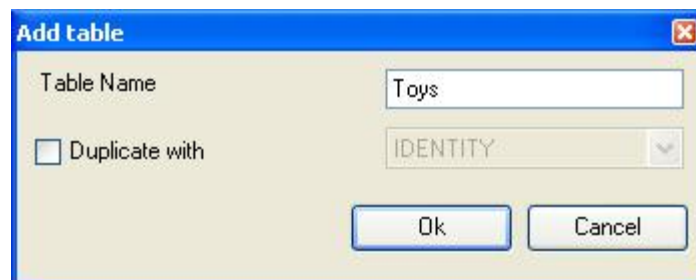 Add table
Table Name
Toys
Duplicate with
IDENTITY
Ok
Cancel